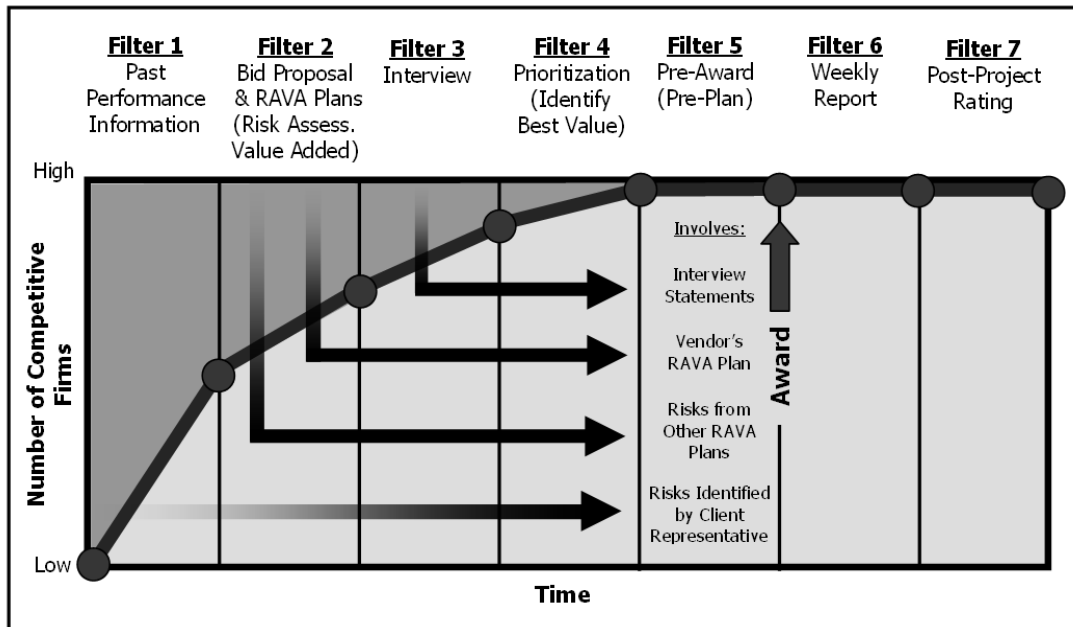 Filter 1
Past
Performance
Information
Filter 2
Bid Proposal
& RAVA Plans
(Risk Assess.
Value Added)
Filter 3
Interview
Filter 4
Prioritization
(Identify
Best Value)
Filter 5
Pre-Award
(Pre-Plan)
Filter 6
Weekly
Report
Filter 7
Post-Project
Rating
High
Number of Competitive
Firms
Low
Involves:
Interview
Statements
Vendor's
RAVA Plan
Risks from
Other RAVA
Plans
Risks Identified
by Client
Representative
Award
Time